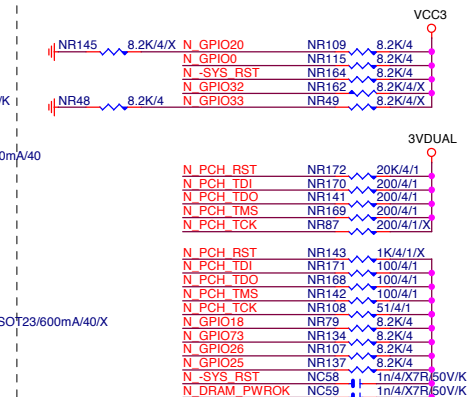 VCC3
NR145 8.2K/4/X N_GPIO20 NR109 8.2K/4
N_GPIO0 NR115 8.2K/4
N_-SYS_RST NR164 8.2K/4
N_GPIO32 NR162 8.2K/4/X
/K NR48 8.2K/4 N_GPIO33 NR49 8.2K/4/X
3VDUAL
0mA/40
N_PCH_RST NR172 20K/4/1
N_PCH_TDI NR170 200/4/1
N_PCH_TDO NR141 200/4/1
N_PCH_TMS NR169 200/4/1
N_PCH_TCK NR87 200/4/1/X
N_PCH_RST NR143 1K/4/1/X
N_PCH_TDI NR171 100/4/1
N_PCH_TDO NR168 100/4/1
N_PCH_TMS NR142 100/4/1
N_PCH_TCK NR108 51/4/1
SOT23/600mA/40/X N_GPIO18 NR79 8.2K/4
N_GPIO73 NR134 8.2K/4
N_GPIO26 NR107 8.2K/4
N_GPIO25 NR137 8.2K/4
N_-SYS_RST NC58 1n/4/X7R/50V/K
N_DRAM_PWROK NC59 1n/4/X7R/50V/K